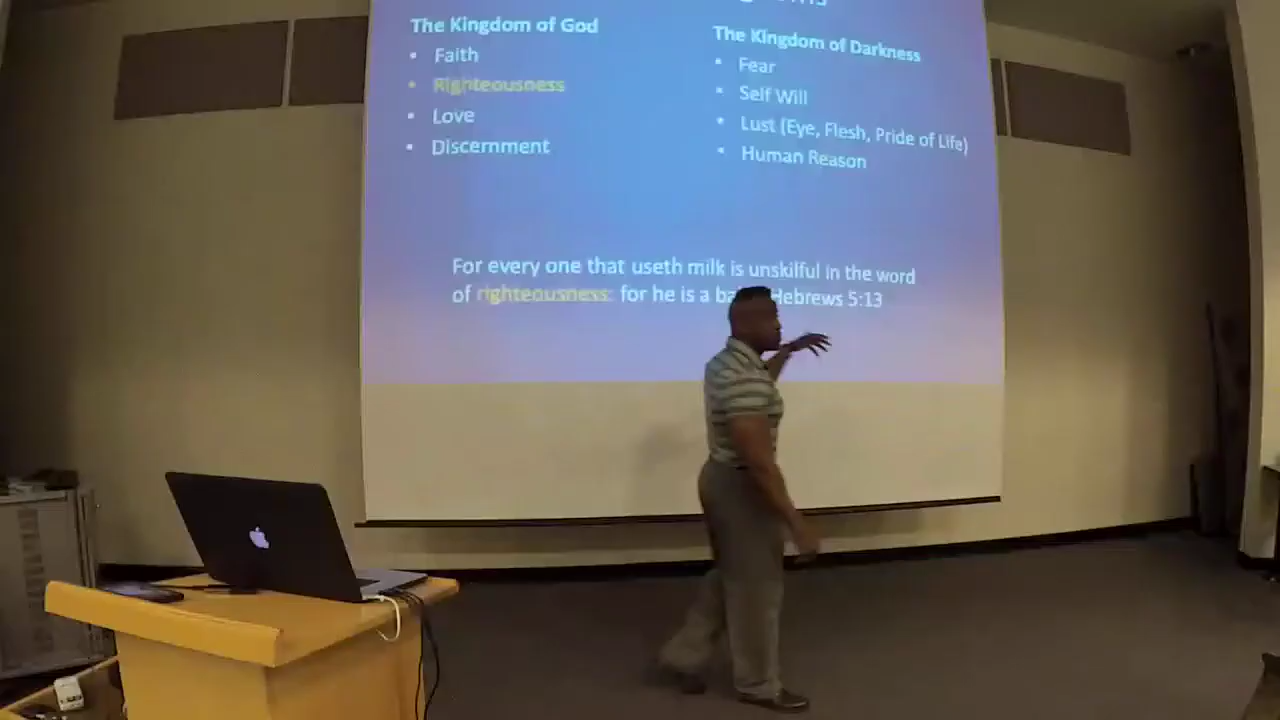 The Kingdom of God
• Faith
• Righteousness
• Love
• Discernment
The Kingdom of Darkness
• Fear
• Self Will
• Lust (Eye, Flesh, Pride of Life)
• Human Reason
For every one that useth milk is unskilful in the word
of righteousness: for he is a Hebrews 5:13